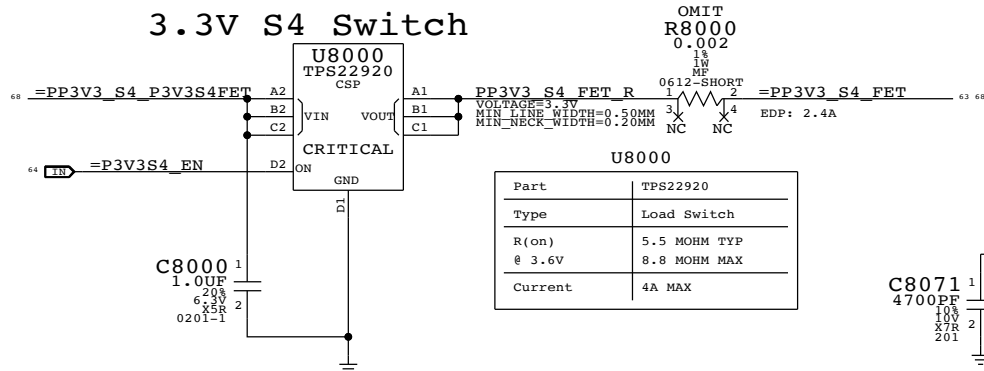 3.3V S4 Switch
U8000
TPS22920
CSP
68 =PP3V3_S4_P3V3S4FET
A2
B2
C2
VIN
VOUT
A1
B1
C1
CRITICAL
D2 ON
GND
D1
64 IN =P3V3S4_EN
PP3V3_S4_FET_R
VOLTAGE=3.3V
MIN_LINE_WIDTH=0.50MM
MIN_NECK_WIDTH=0.20MM
OMIT
R8000
0.002
1%
1W
MF
0612-SHORT
1 2
3 4
NC NC
=PP3V3_S4_FET
63 68
EDP: 2.4A
C8000 1
1.0UF
20%
6.3V
X5R 2
0201-1
U8000
Part TPS22920
Type Load Switch
R(on) 5.5 MOHM TYP
@ 3.6V 8.8 MOHM MAX
Current 4A MAX
C8071 1
4700PF
10%
10V
X7R 2
201